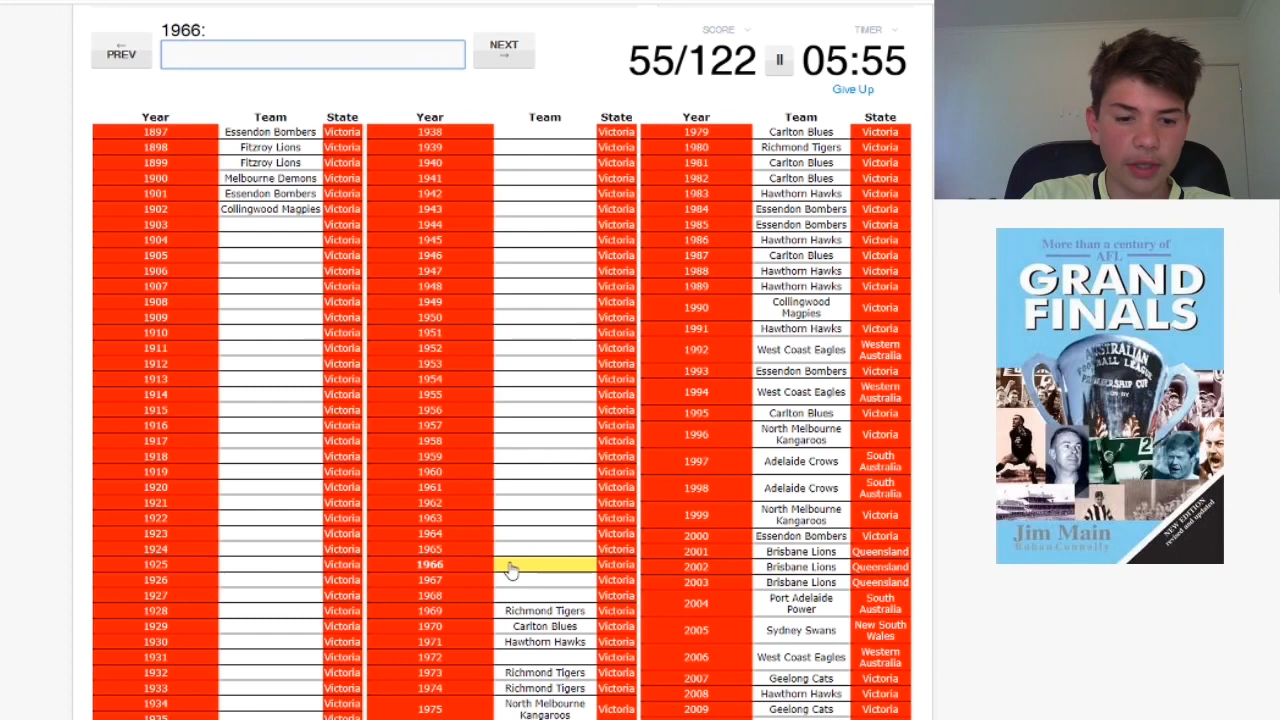 1966:
← PREV
NEXT →
SCORE
TIMER
55/122 II 05:55
Give Up
Year Team State Year Team State Year Team State
1897 Essendon Bombers Victoria 1938 Victoria 1979 Carlton Blues Victoria
1898 Fitzroy Lions Victoria 1939 Victoria 1980 Richmond Tigers Victoria
1899 Fitzroy Lions Victoria 1940 Victoria 1981 Carlton Blues Victoria
1900 Melbourne Demons Victoria 1941 Victoria 1982 Carlton Blues Victoria
1901 Essendon Bombers Victoria 1942 Victoria 1983 Hawthorn Hawks Victoria
1902 Collingwood Magpies Victoria 1943 Victoria 1984 Essendon Bombers Victoria
1903 Victoria 1944 Victoria 1985 Essendon Bombers Victoria
1904 Victoria 1945 Victoria 1986 Hawthorn Hawks Victoria
1905 Victoria 1946 Victoria 1987 Carlton Blues Victoria
1906 Victoria 1947 Victoria 1988 Hawthorn Hawks Victoria
1907 Victoria 1948 Victoria 1989 Hawthorn Hawks Victoria
1908 Victoria 1949 Victoria 1990 Collingwood Magpies Victoria
1909 Victoria 1950 Victoria
1910 Victoria 1951 Victoria 1991 Hawthorn Hawks Victoria
1911 Victoria 1952 Victoria 1992 West Coast Eagles Western Australia
1912 Victoria 1953 Victoria 1993 Essendon Bombers Victoria
1913 Victoria 1954 Victoria
1914 Victoria 1955 Victoria 1994 West Coast Eagles Western Australia
1915 Victoria 1956 Victoria 1995 Carlton Blues Victoria
1916 Victoria 1957 Victoria 1996 North Melbourne Kangaroos Victoria
1917 Victoria 1958 Victoria
1918 Victoria 1959 Victoria 1997 Adelaide Crows South Australia
1919 Victoria 1960 Victoria
1920 Victoria 1961 Victoria 1998 Adelaide Crows South Australia
1921 Victoria 1962 Victoria
1922 Victoria 1963 Victoria 1999 North Melbourne Kangaroos Victoria
1923 Victoria 1964 Victoria 2000 Essendon Bombers Victoria
1924 Victoria 1965 Victoria 2001 Brisbane Lions Queensland
1925 Victoria 1966 Victoria 2002 Brisbane Lions Queensland
1926 Victoria 1967 Victoria 2003 Brisbane Lions Queensland
1927 Victoria 1968 Victoria 2004 Port Adelaide Power South Australia
1928 Victoria 1969 Richmond Tigers Victoria
1929 Victoria 1970 Carlton Blues Victoria 2005 Sydney Swans New South Wales
1930 Victoria 1971 Hawthorn Hawks Victoria
1931 Victoria 1972 Victoria 2006 West Coast Eagles Western Australia
1932 Victoria 1973 Richmond Tigers Victoria 2007 Geelong Cats Victoria
1933 Victoria 1974 Richmond Tigers Victoria 2008 Hawthorn Hawks Victoria
1934 Victoria 1975 North Melbourne Kangaroos Victoria 2009 Geelong Cats Victoria
1935 Victoria
More than a century of
AFL
GRAND
FINALS
AUSTRALIAN
FOOTBALL LEAGUE
PREMIERSHIP CUP
2
NEW EDITION
revised and updated
Jim Main
Rohan Connolly